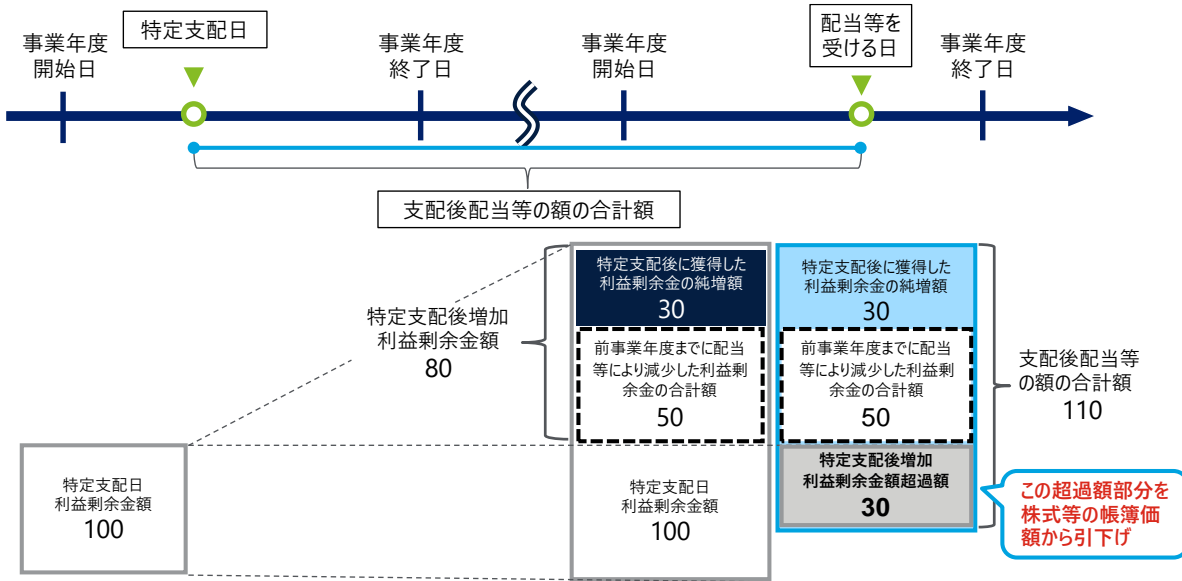 特定支配日
配当等を
受ける日
事業年度
開始日
事業年度
終了日
事業年度
開始日
事業年度
終了日
支配後配当等の額の合計額
特定支配後に獲得した
利益剰余金の純増額
30
特定支配後に獲得した
利益剰余金の純増額
30
特定支配後増加
利益剰余金額
80
前事業年度までに配当
等により減少した利益剰
余金の合計額
50
前事業年度までに配当
等により減少した利益剰
余金の合計額
50
支配後配当等
の額の合計額
110
特定支配日
利益剰余金額
100
特定支配日
利益剰余金額
100
特定支配後増加
利益剰余金額超過額
30
この超過額部分を
株式等の帳簿価
額から引下げ